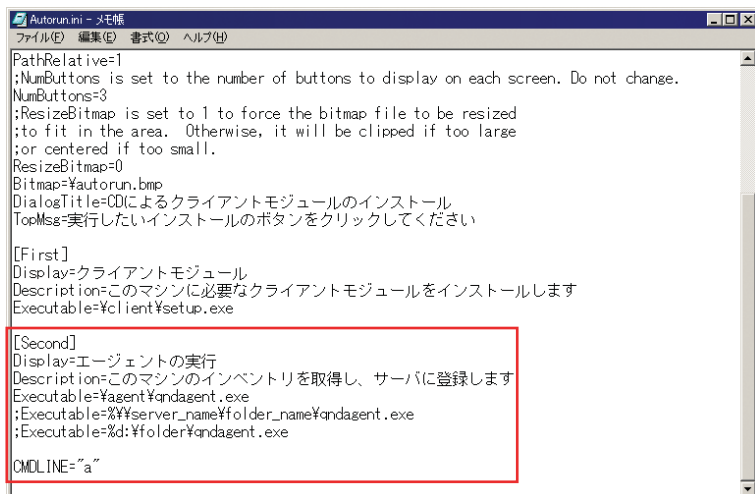 Autorun.ini - メモ帳
ファイル(F) 編集(E) 書式(O) ヘルプ(H)
PathRelative=1
;NumButtons is set to the number of buttons to display on each screen. Do not change.
NumButtons=3
;ResizeBitmap is set to 1 to force the bitmap file to be resized
;to fit in the area.  Otherwise, it will be clipped if too large
;or centered if too small.
ResizeBitmap=0
Bitmap=¥autorun.bmp
DialogTitle=CDによるクライアントモジュールのインストール
TopMsg=実行したいインストールのボタンをクリックしてください
[First]
Display=クライアントモジュール
Description=このマシンに必要なクライアントモジュールをインストールします
Executable=¥client¥setup.exe
[Second]
Display=エージェントの実行
Description=このマシンのインベントリを取得し、サーバに登録します
Executable=¥agent¥qndagent.exe
;Executable=%¥¥server_name¥folder_name¥qndagent.exe
;Executable=%d:¥folder¥qndagent.exe
CMDLINE="a"